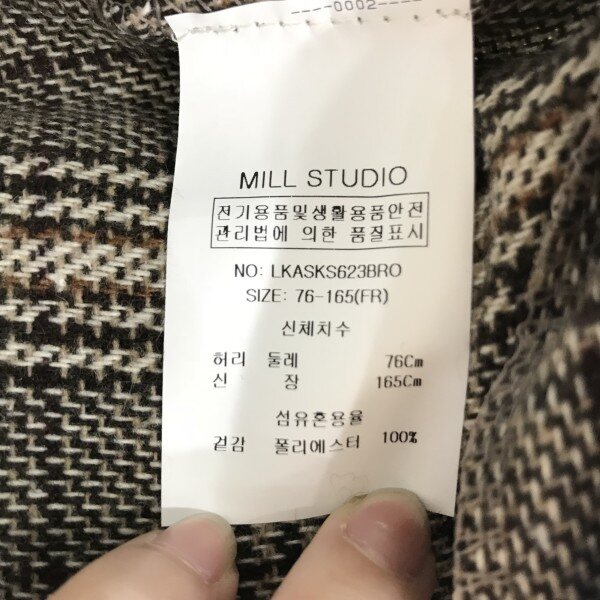 ----0002----
MILL STUDIO
전기용품및생활용품안전
관리법에 의한 품질표시
NO: LKASKS623BRO
SIZE: 76-165(FR)
신체치수
허리 둘레 76Cm
신 장 165Cm
섬유혼용율
겉감 폴리에스터 100%